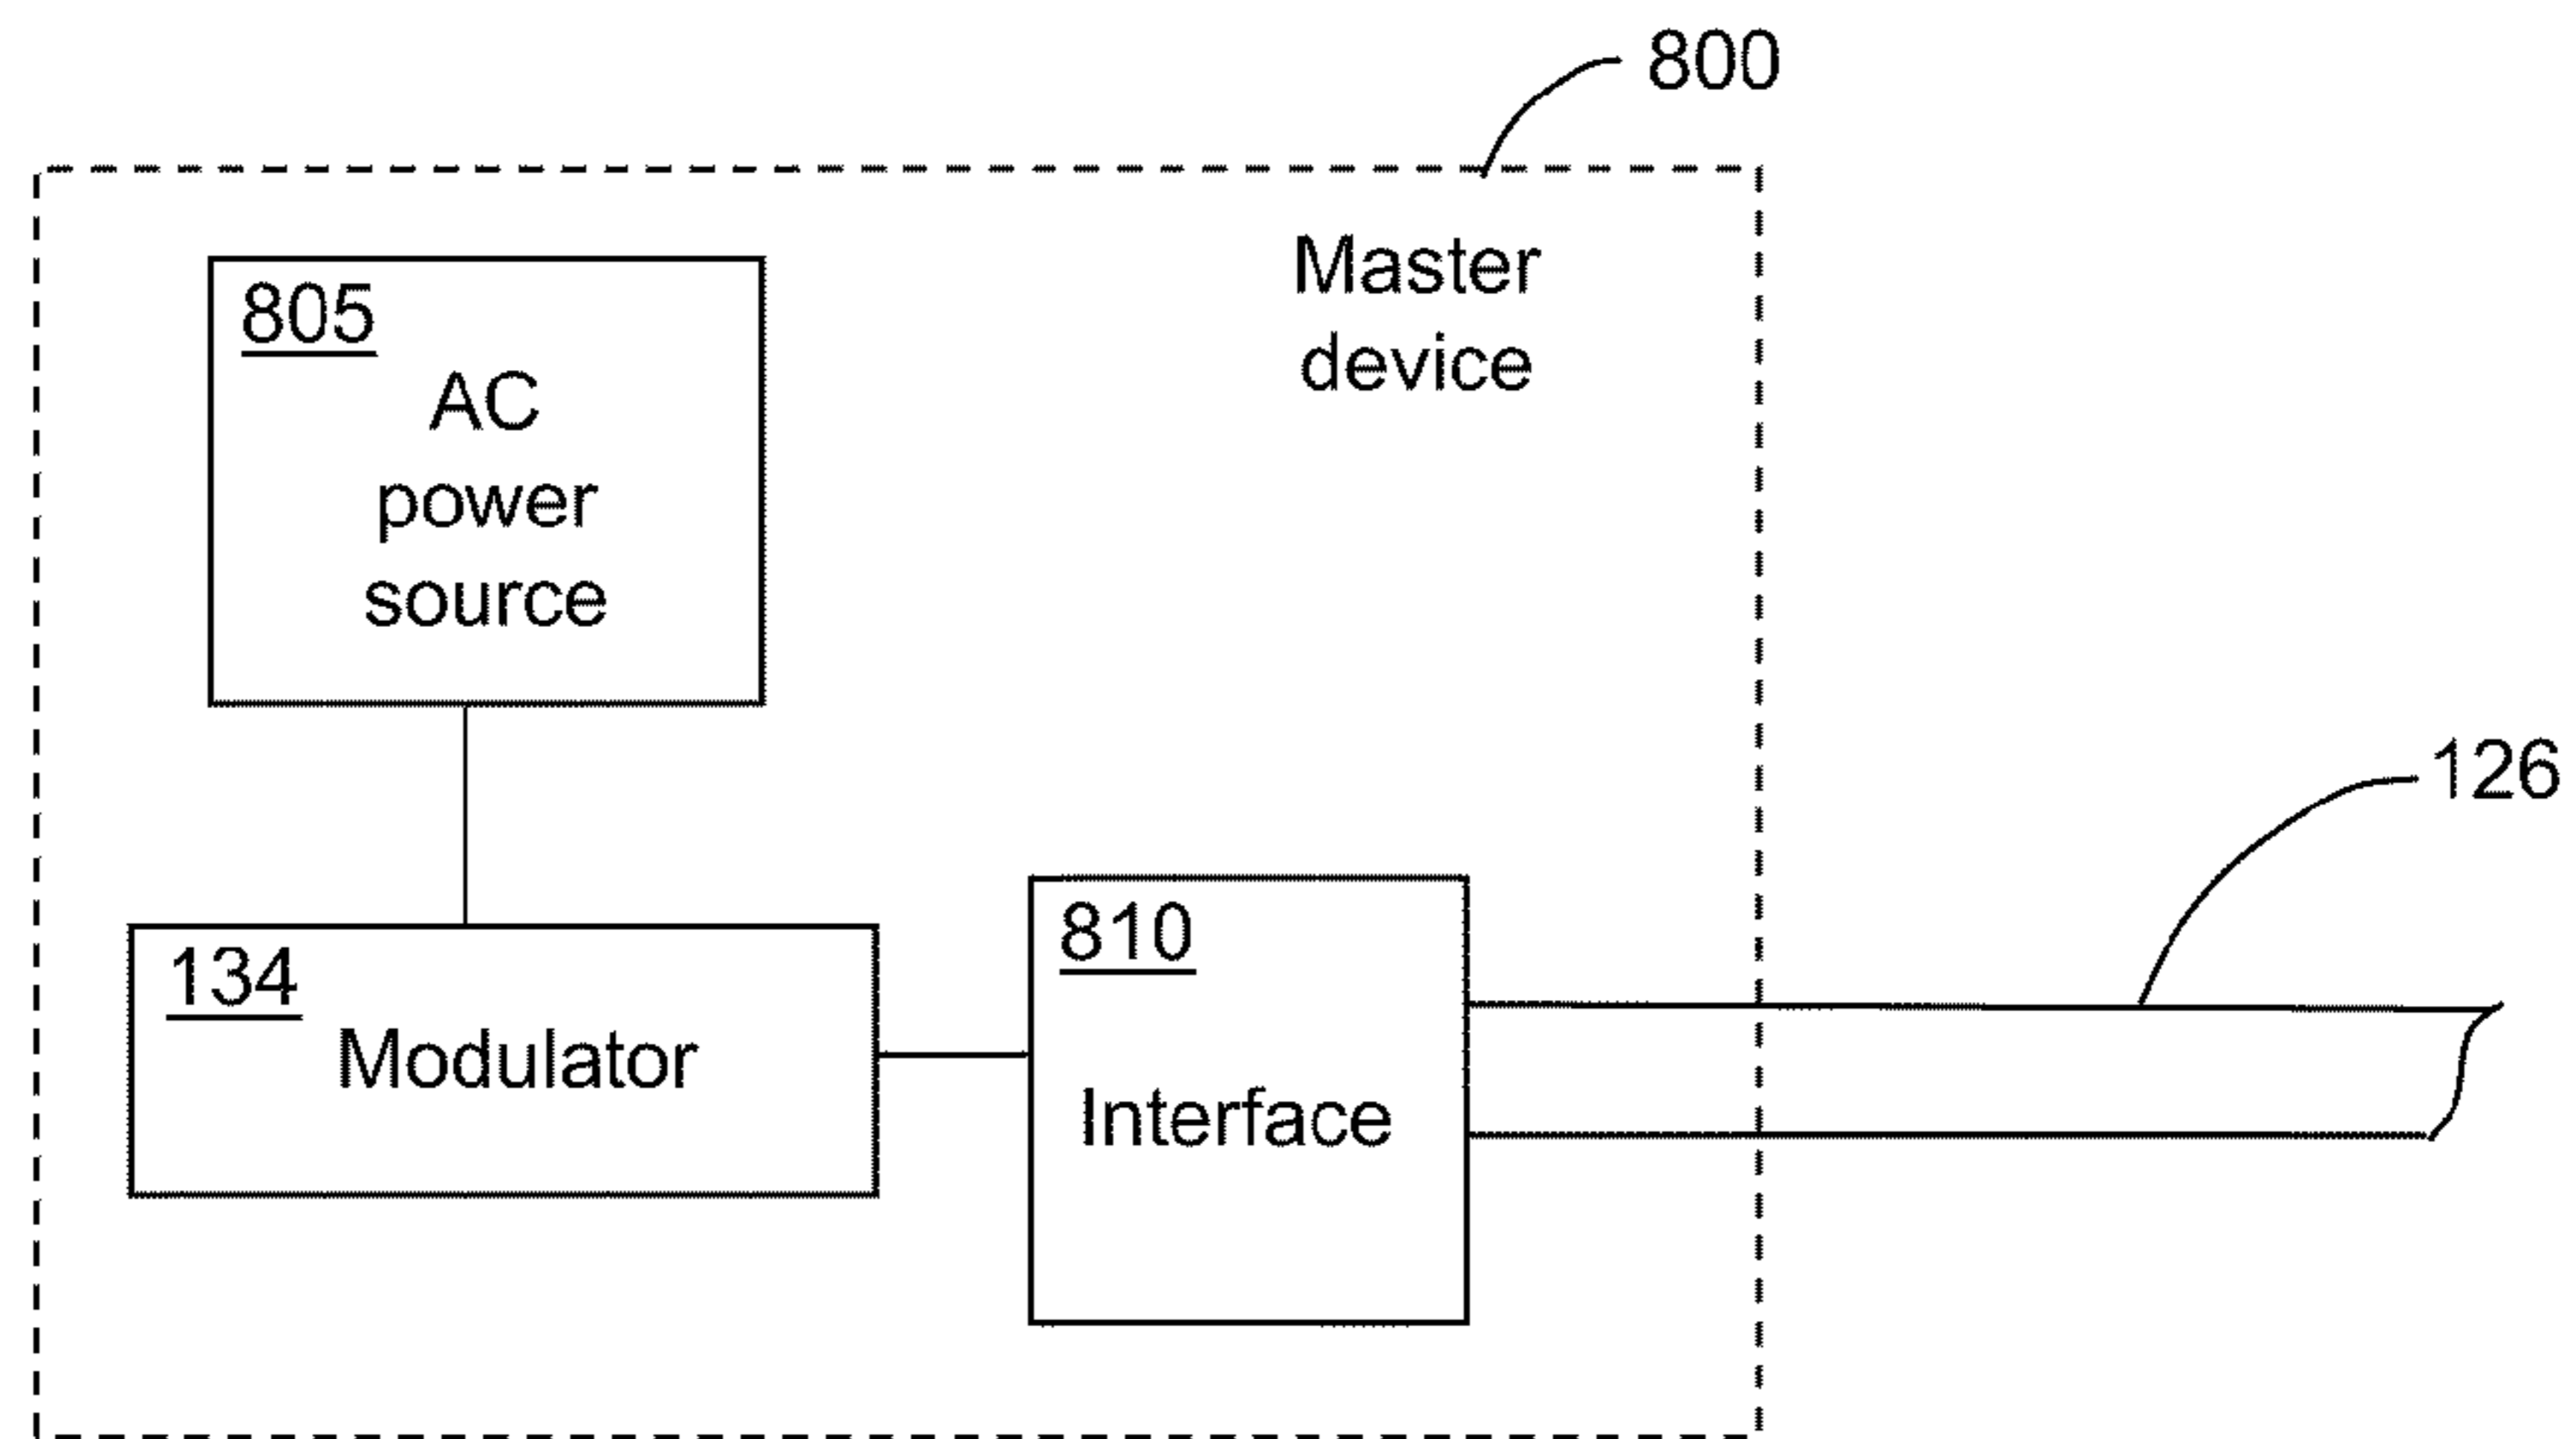 800
Master
device
805
AC
power
source
126
134
Modulator
810
Interface